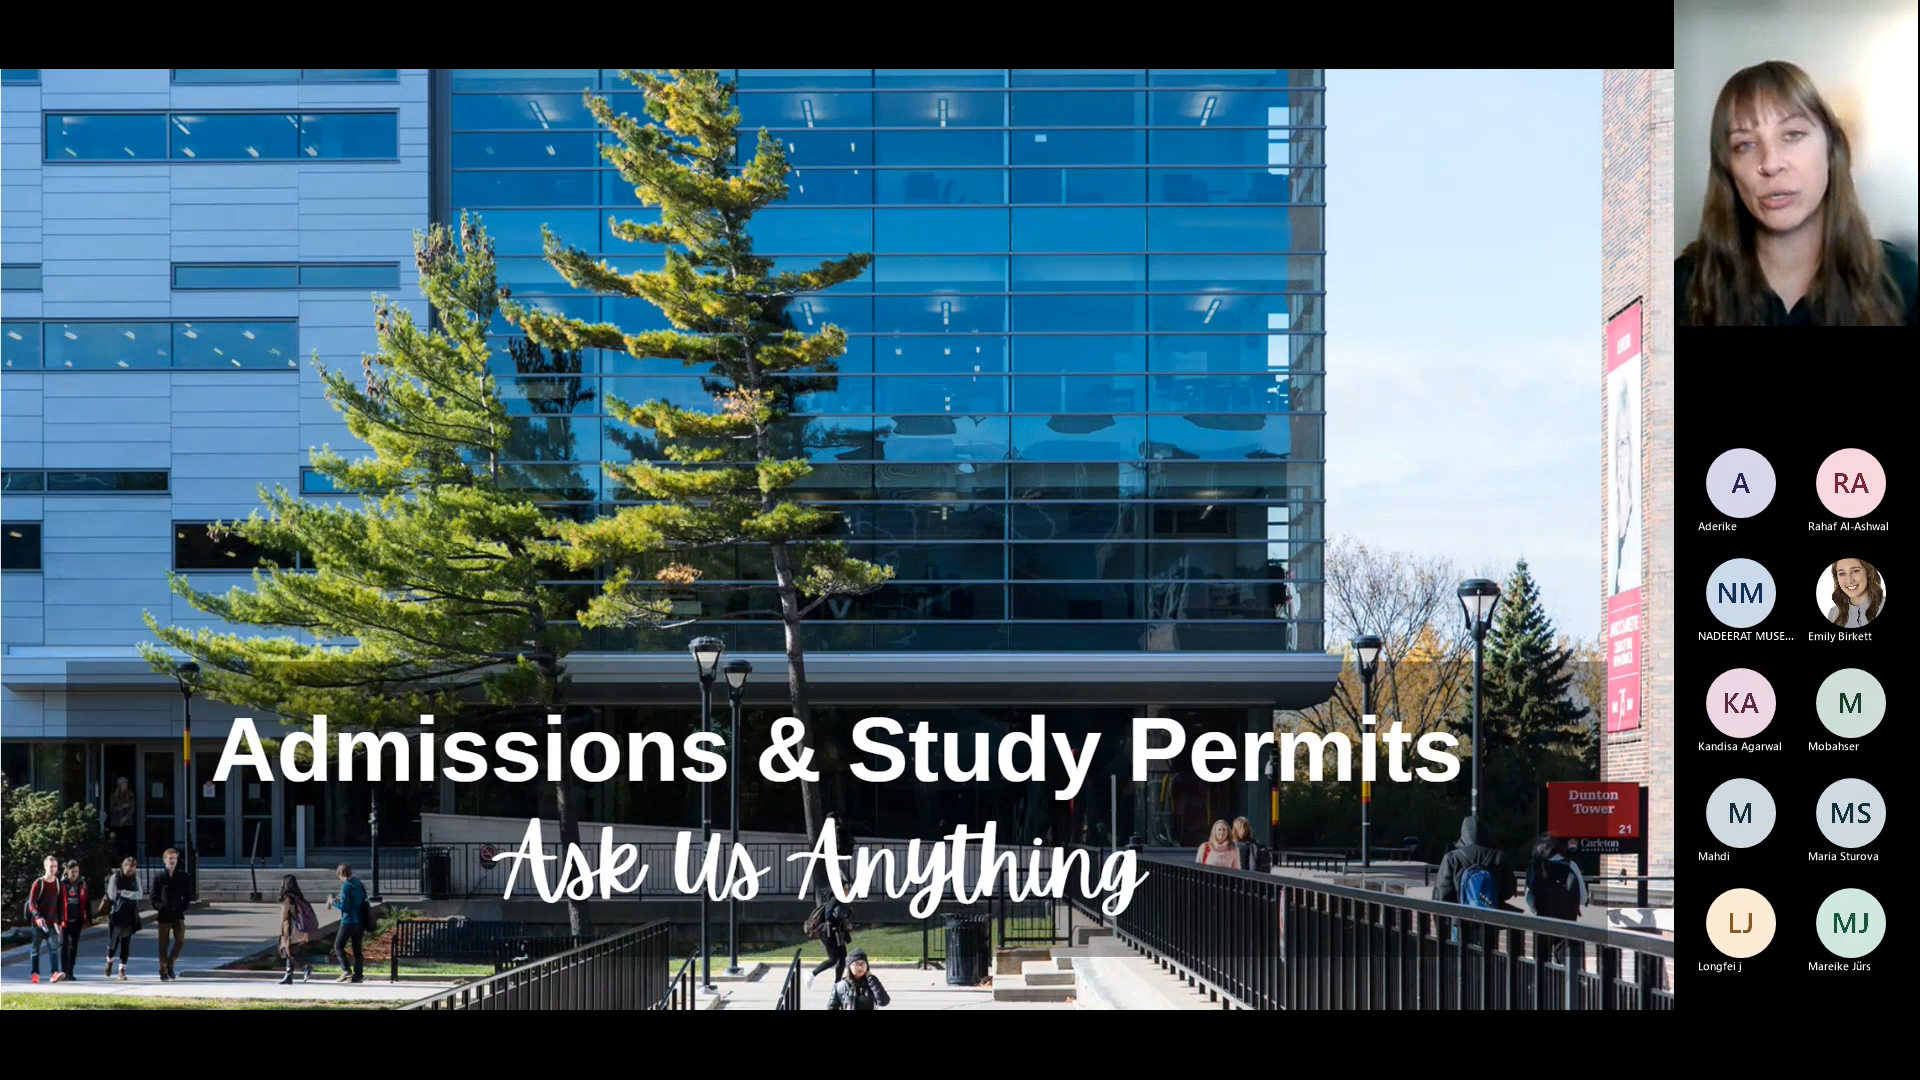 Admissions & Study Permits
Ask Us Anything
Dunton
Tower
21
Carleton
UNIVERSITY
A
Aderike
RA
Rahaf Al-Ashwal
NM
NADEERAT MUSE...
Emily Birkett
KA
Kandisa Agarwal
M
Mobahser
M
Mahdi
MS
Maria Sturova
LJ
Longfei j
MJ
Mareike Jürs